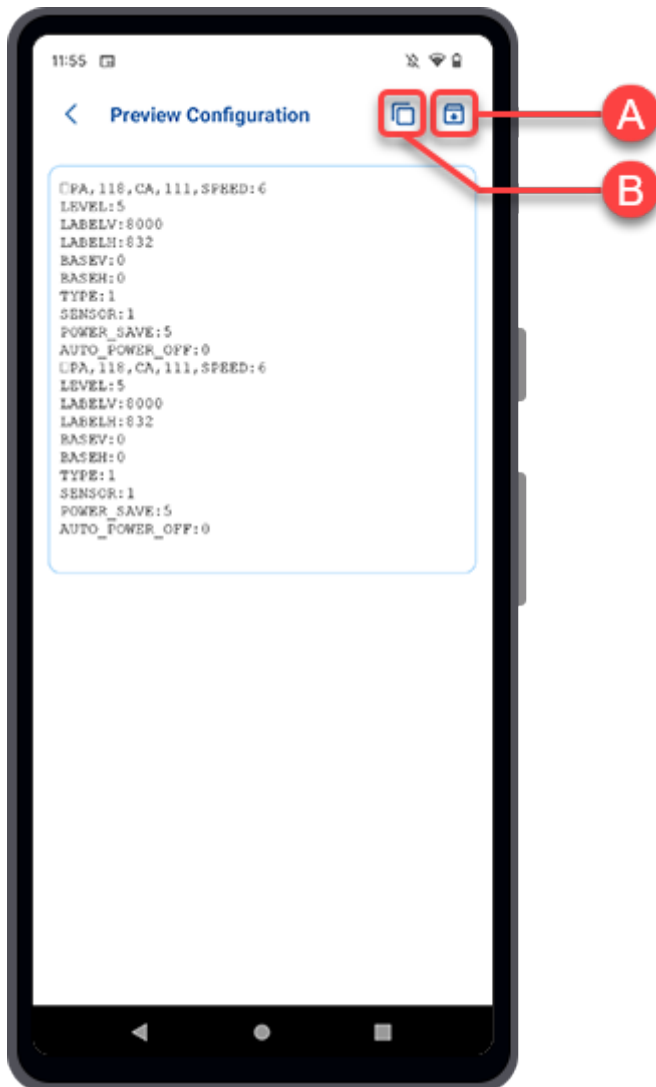 11:55
Preview Configuration
A
B
□PA,118,CA,111,SPEED:6
LEVEL:5
LABELV:8000
LABELH:832
BASEV:0
BASEH:0
TYPE:1
SENSOR:1
POWER_SAVE:5
AUTO_POWER_OFF:0
□PA,118,CA,111,SPEED:6
LEVEL:5
LABELV:8000
LABELH:832
BASEV:0
BASEH:0
TYPE:1
SENSOR:1
POWER_SAVE:5
AUTO_POWER_OFF:0